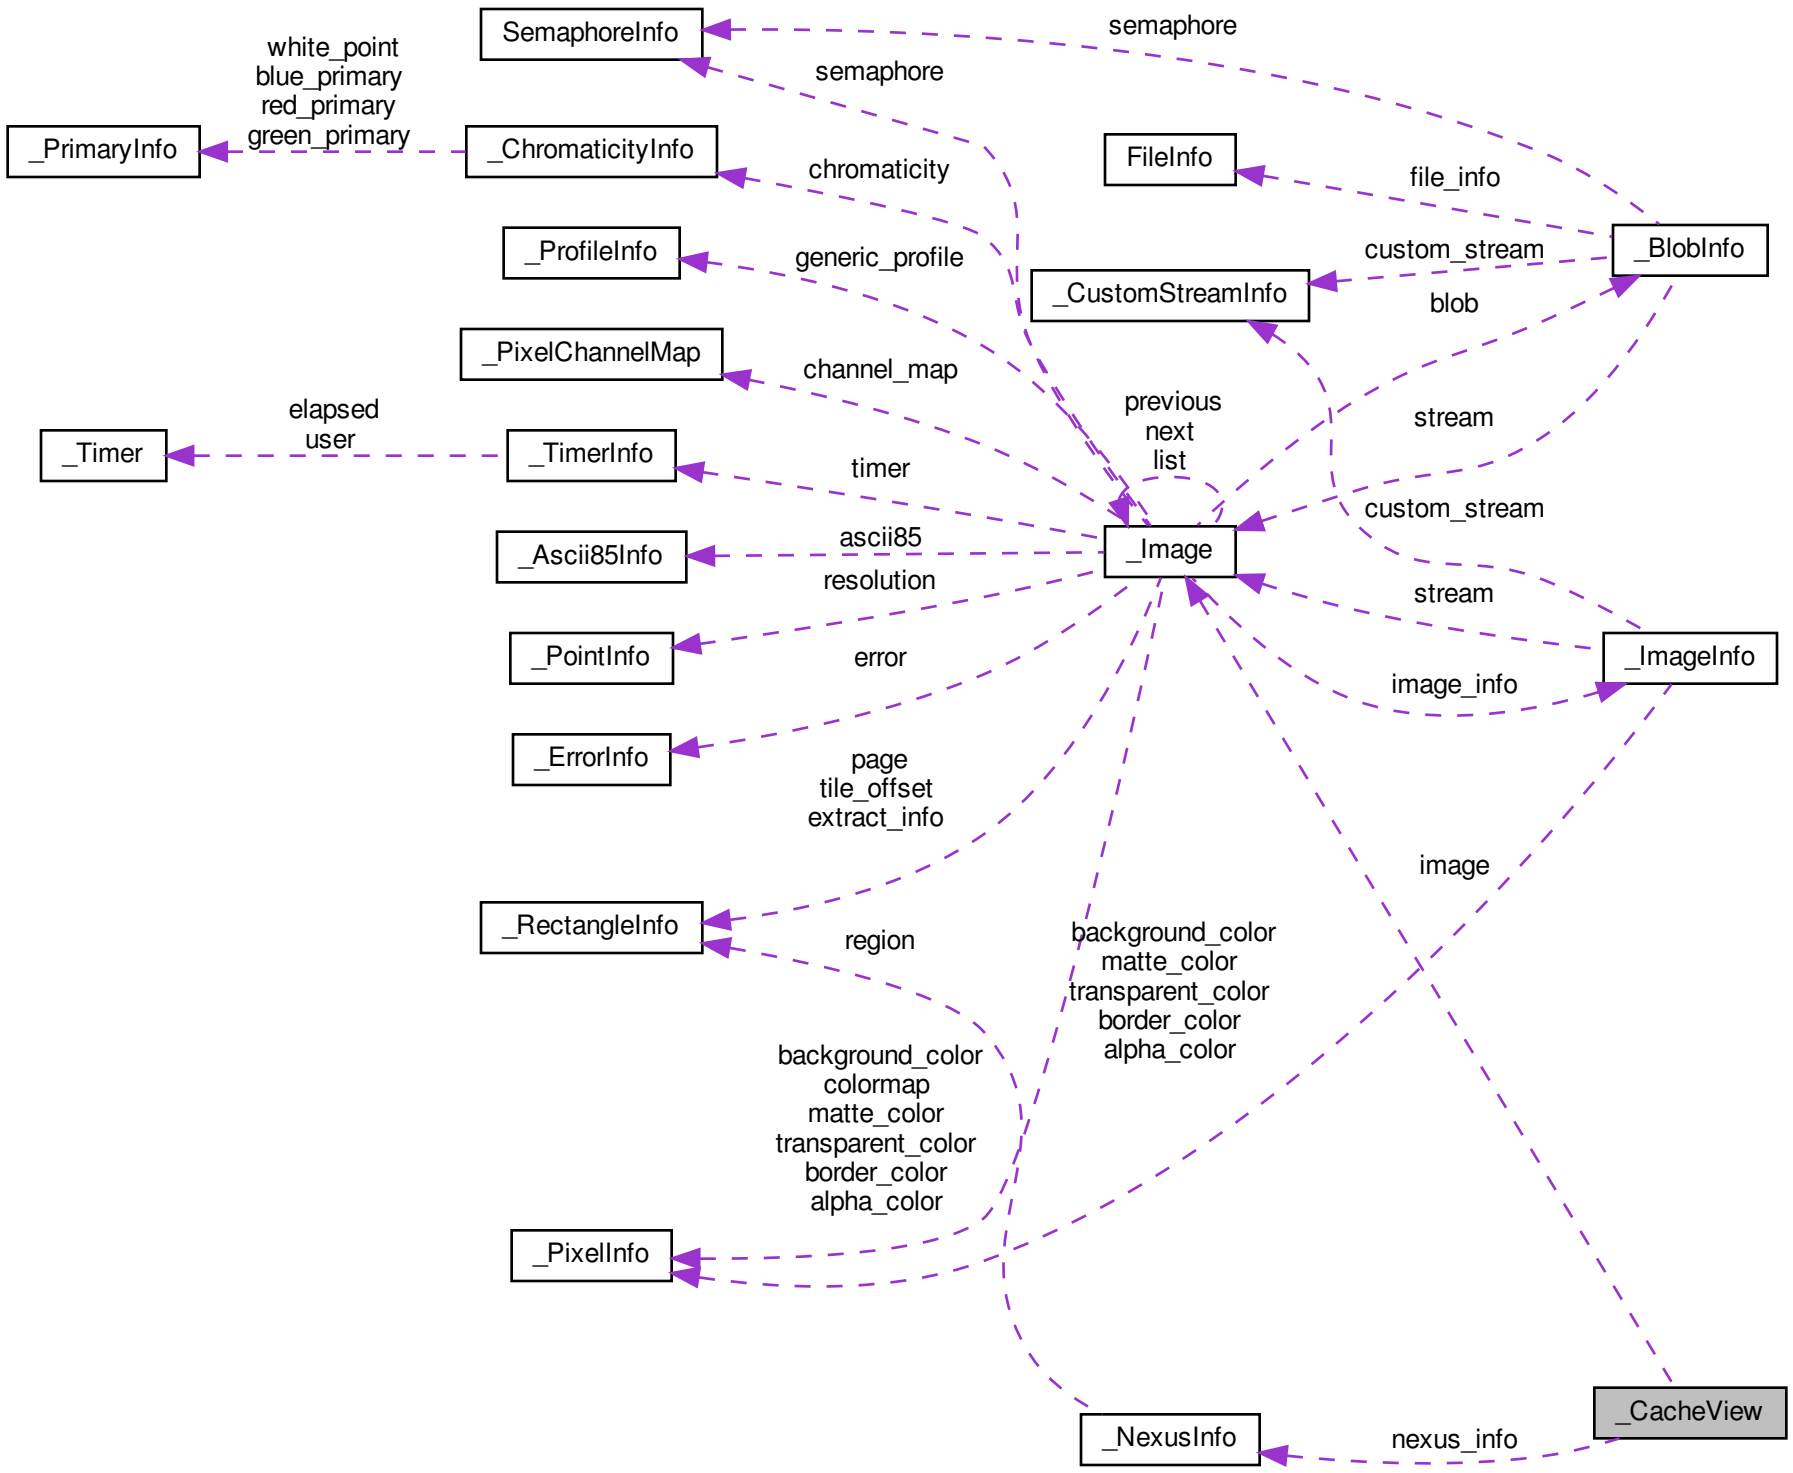 SemaphoreInfo
semaphore
white_point
blue_primary
red_primary
green_primary
semaphore
_PrimaryInfo
_ChromaticityInfo
chromaticity
FileInfo
file_info
_ProfileInfo
generic_profile
custom_stream
_BlobInfo
_CustomStreamInfo
blob
_PixelChannelMap
channel_map
previous
next
list
stream
elapsed
user
_Timer
_TimerInfo
timer
custom_stream
_Ascii85Info
ascii85
_Image
resolution
stream
_PointInfo
error
_ImageInfo
image_info
_ErrorInfo
page
tile_offset
extract_info
image
_RectangleInfo
region
background_color
matte_color
transparent_color
border_color
alpha_color
background_color
colormap
matte_color
transparent_color
border_color
alpha_color
_PixelInfo
_CacheView
_NexusInfo
nexus_info